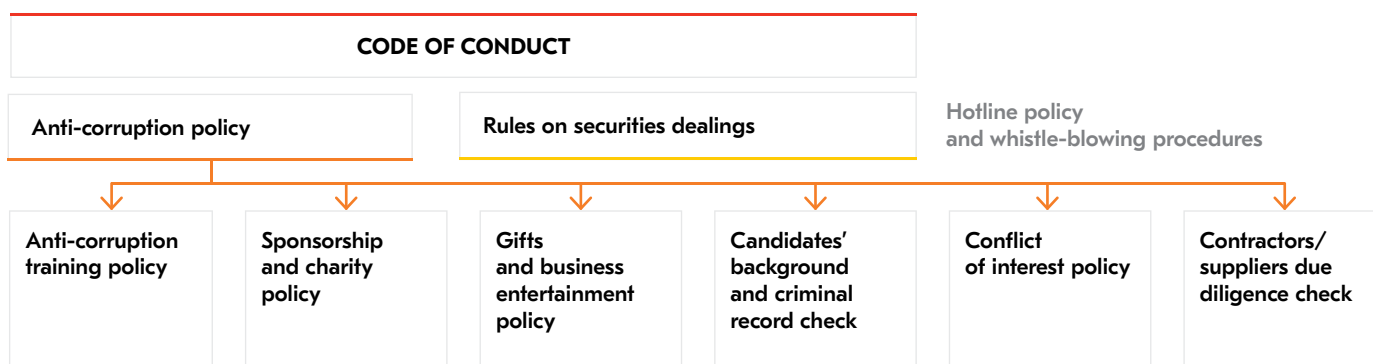 CODE OF CONDUCT
Anti-corruption policy
Rules on securities dealings
Hotline policy
and whistle-blowing procedures
Anti-corruption
training policy
Sponsorship
and charity
policy
Gifts
and business
entertainment
policy
Candidates’
background
and criminal
record check
Conflict
of interest policy
Contractors/
suppliers due
diligence check